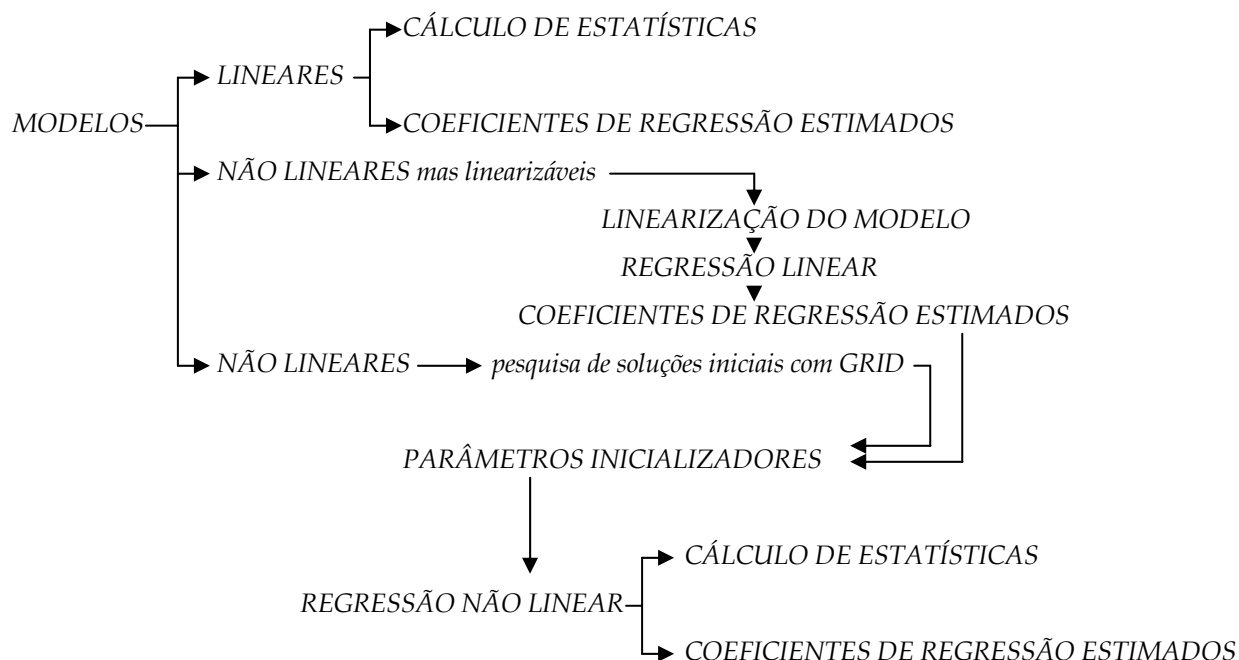 CÁLCULO DE ESTATÍSTICAS
LINEARES
MODELOS
COEFICIENTES DE REGRESSÃO ESTIMADOS
NÃO LINEARES mas linearizáveis
LINEARIZAÇÃO DO MODELO
REGRESSÃO LINEAR
COEFICIENTES DE REGRESSÃO ESTIMADOS
NÃO LINEARES
pesquisa de soluções iniciais com GRID
PARÂMETROS INICIALIZADORES
CÁLCULO DE ESTATÍSTICAS
REGRESSÃO NÃO LINEAR
COEFICIENTES DE REGRESSÃO ESTIMADOS